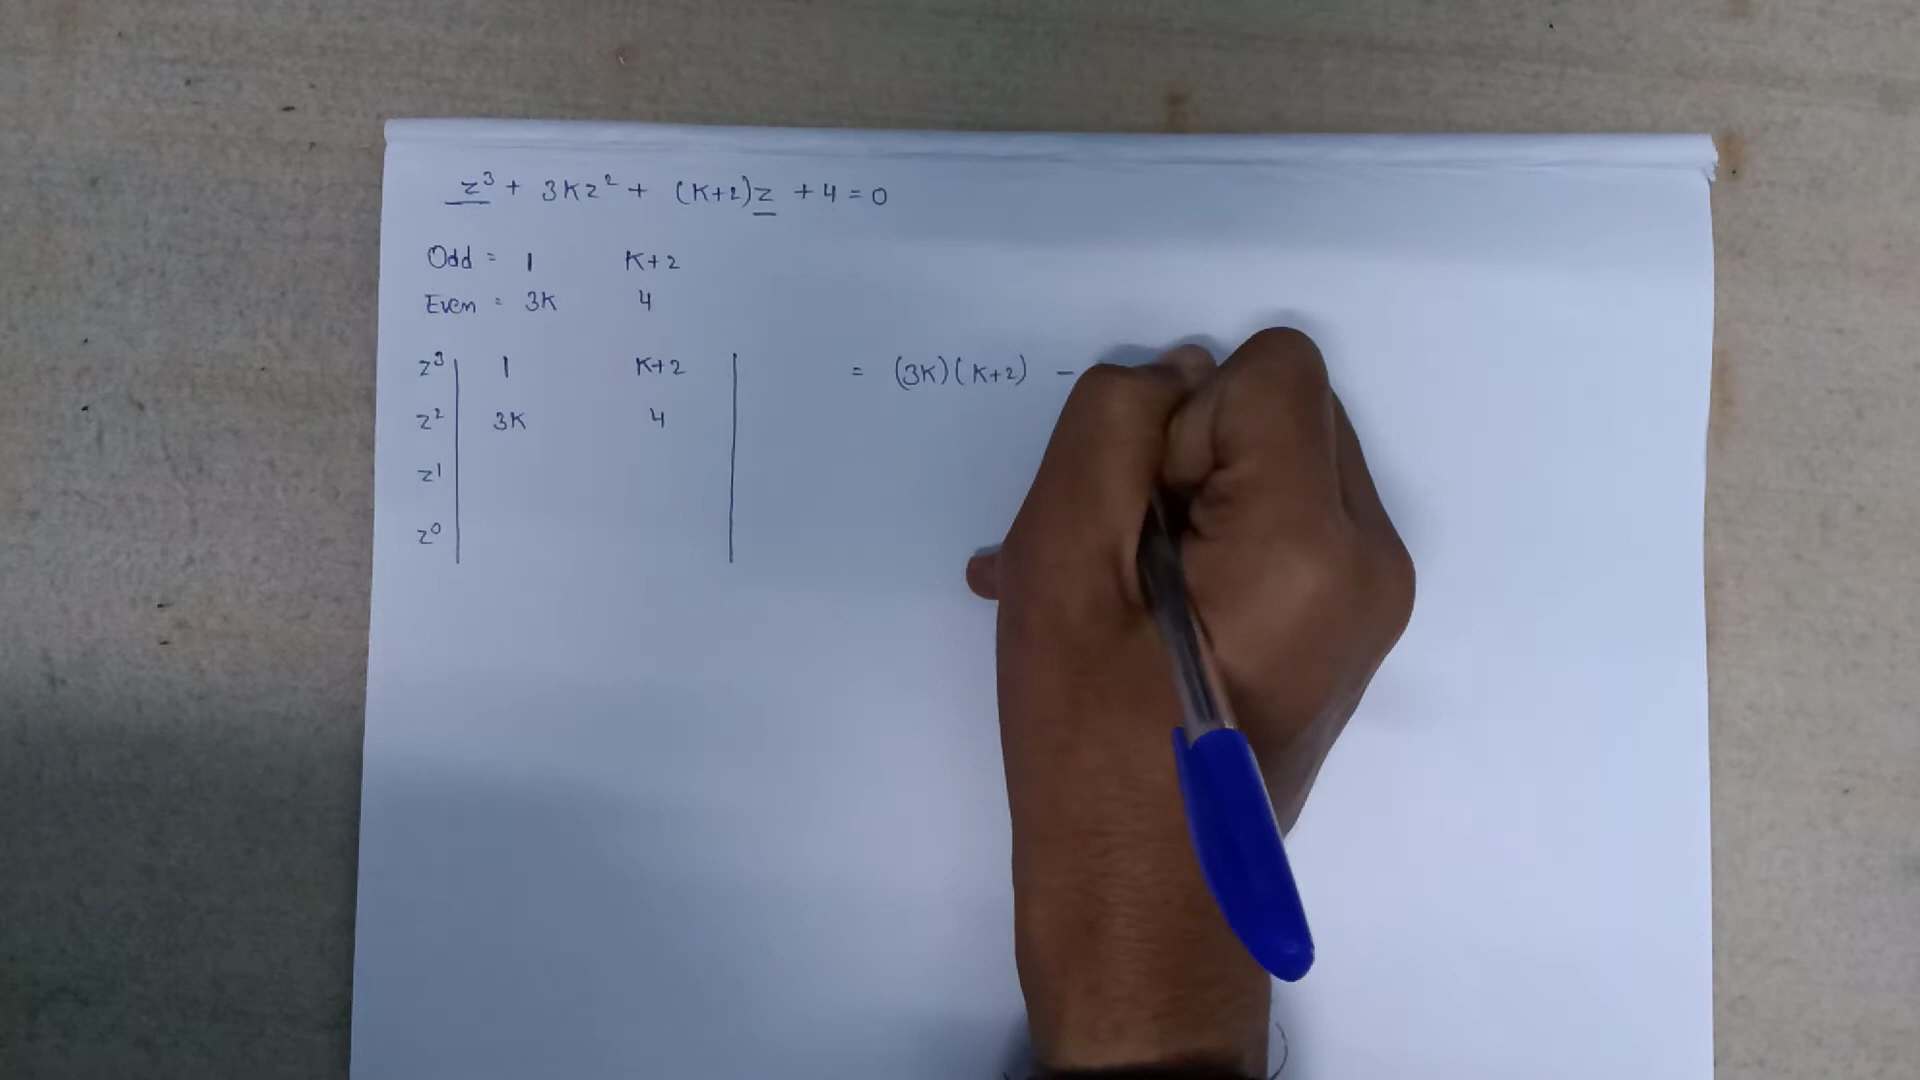 z³ + 3Kz² + (K+2)z + 4 = 0
Odd = 1 K+2
Even = 3K 4
z³ 1 K+2 = (3K)(K+2) -
z² 3K 4
z¹
z⁰